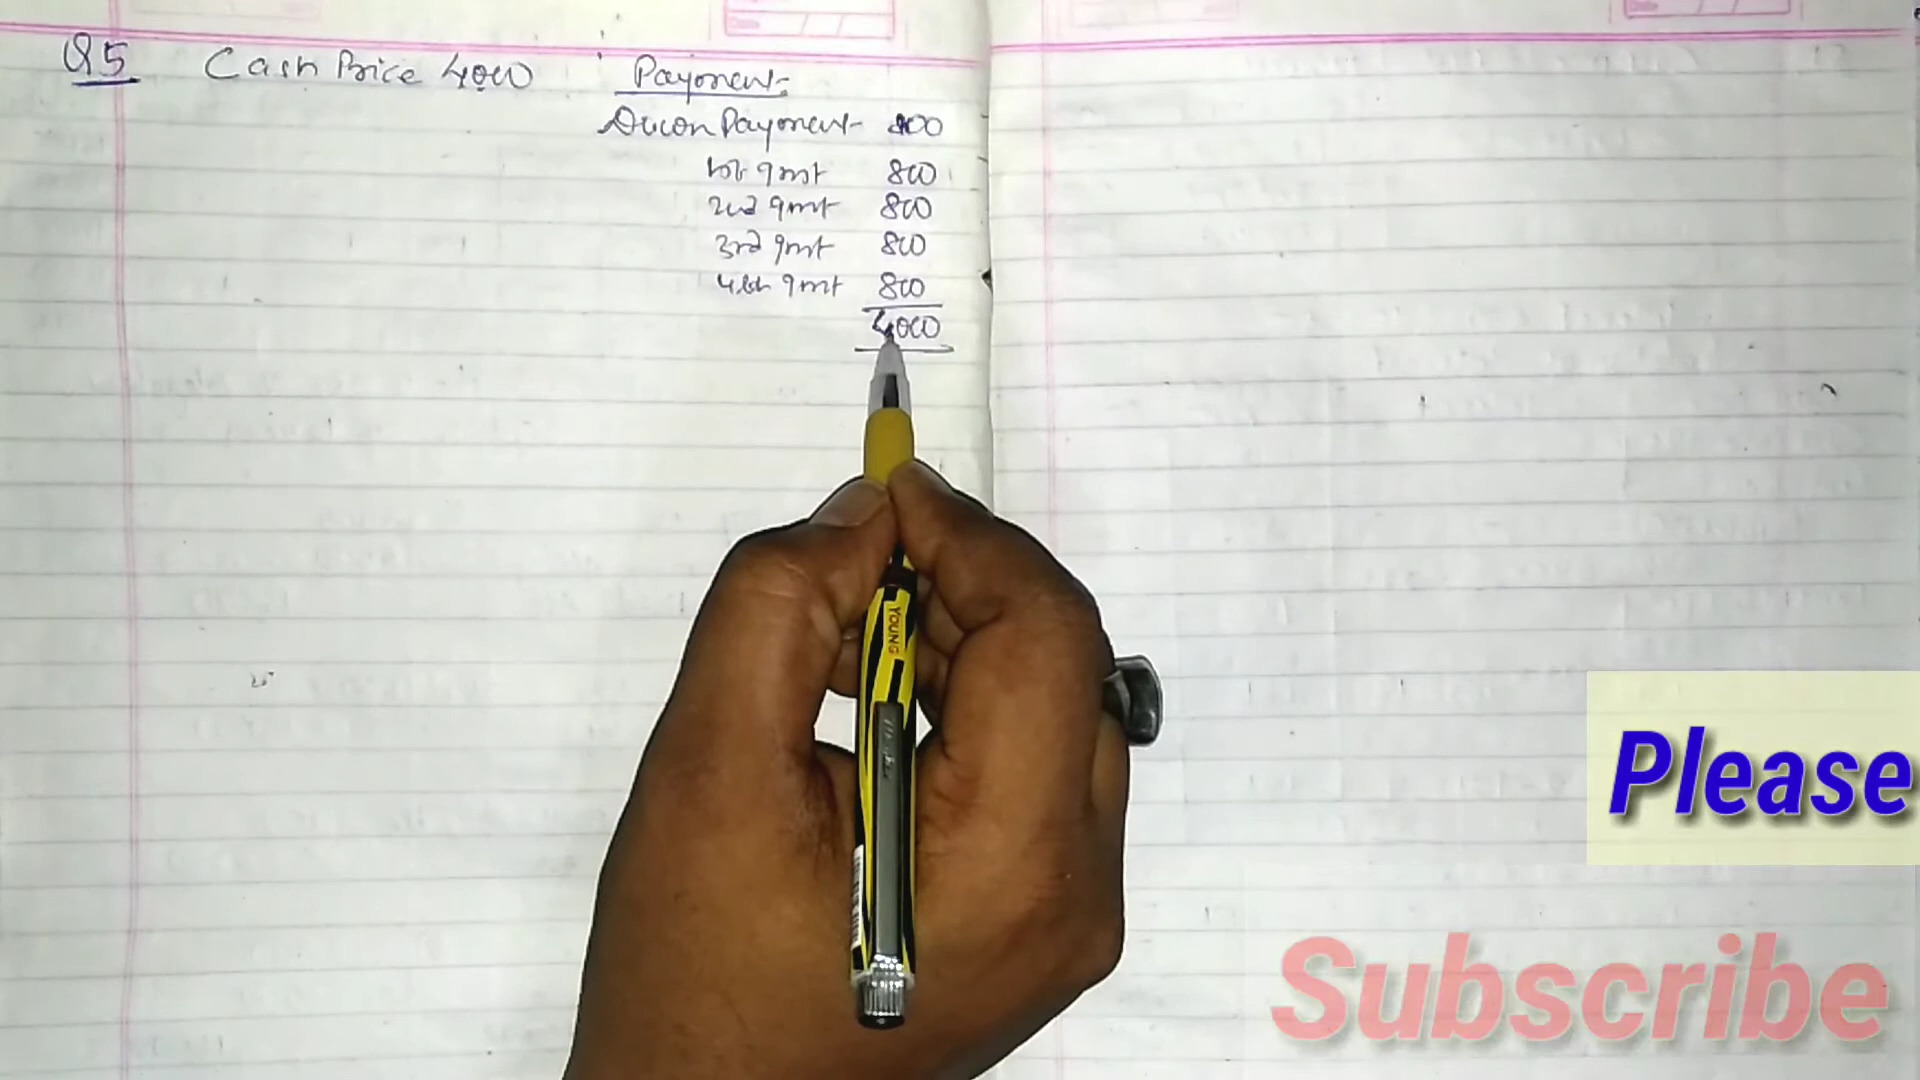 Q5 Cash Price 4000
Payment:
Down Payment - 800
1st Inst 800
2nd Inst 800
3rd Inst 800
4th Inst 800
4000
YOUNG
Please
Subscribe